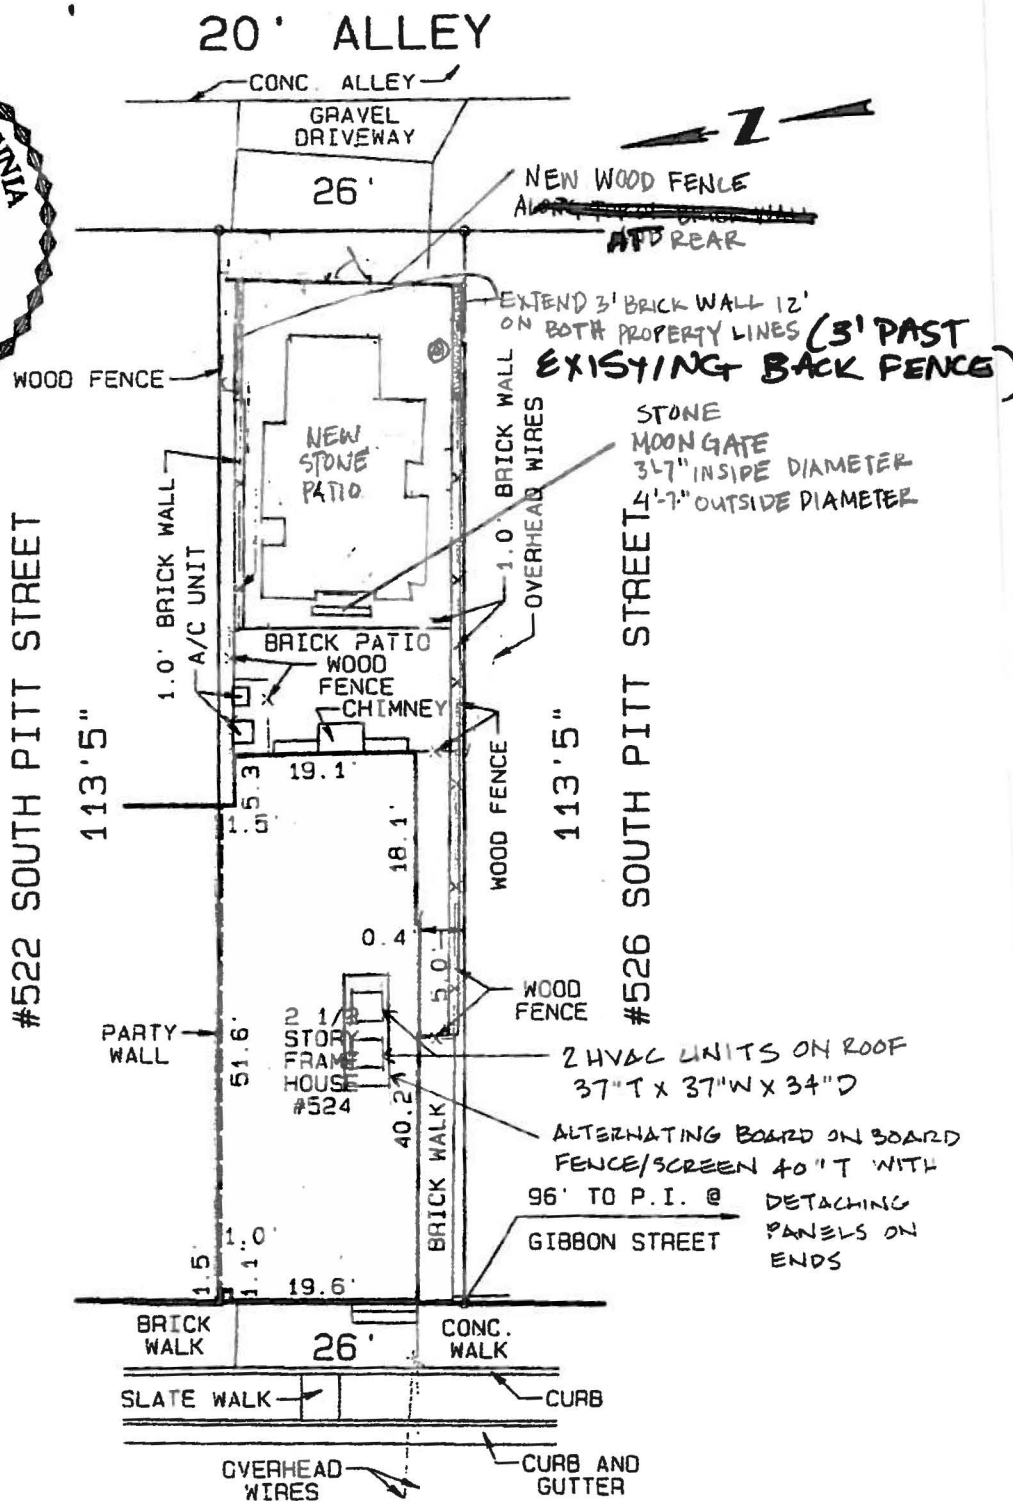 20' ALLEY
CONC. ALLEY
GRAVEL
DRIVEWAY
26'
Z
NEW WOOD FENCE
AT REAR
EXTEND 3' BRICK WALL 12'
ON BOTH PROPERTY LINES (3' PAST
EXISYING BACK FENCE)
WOOD FENCE
NEW
STONE
PATIO
STONE
MOONGATE
3'-7" INSIDE DIAMETER
4'-7" OUTSIDE DIAMETER
1.0' BRICK WALL
OVERHEAD WIRES
1.0' BRICK WALL
A/C UNIT
BRICK PATIO
WOOD
FENCE
CHIMNEY
#522 SOUTH PITT STREET
113'5"
113'5"
#526 SOUTH PITT STREET
WOOD FENCE
19.1'
5.3
1.5'
18.1'
0.4'
5.0'
WOOD
FENCE
PARTY
WALL
51.6'
2 1/2
STORY
FRAME
HOUSE
#524
40.2'
BRICK WALK
2 HVAC UNITS ON ROOF
37"T X 37"W X 34"D
ALTERNATING BOARD ON BOARD
FENCE/SCREEN 40"T WITH
DETACHING
PANELS ON
ENDS
96' TO P.I. @
GIBBON STREET
1.0'
1.5'
1.1'
19.6'
BRICK
WALK
26'
CONC.
WALK
SLATE WALK
CURB
OVERHEAD
WIRES
CURB AND
GUTTER